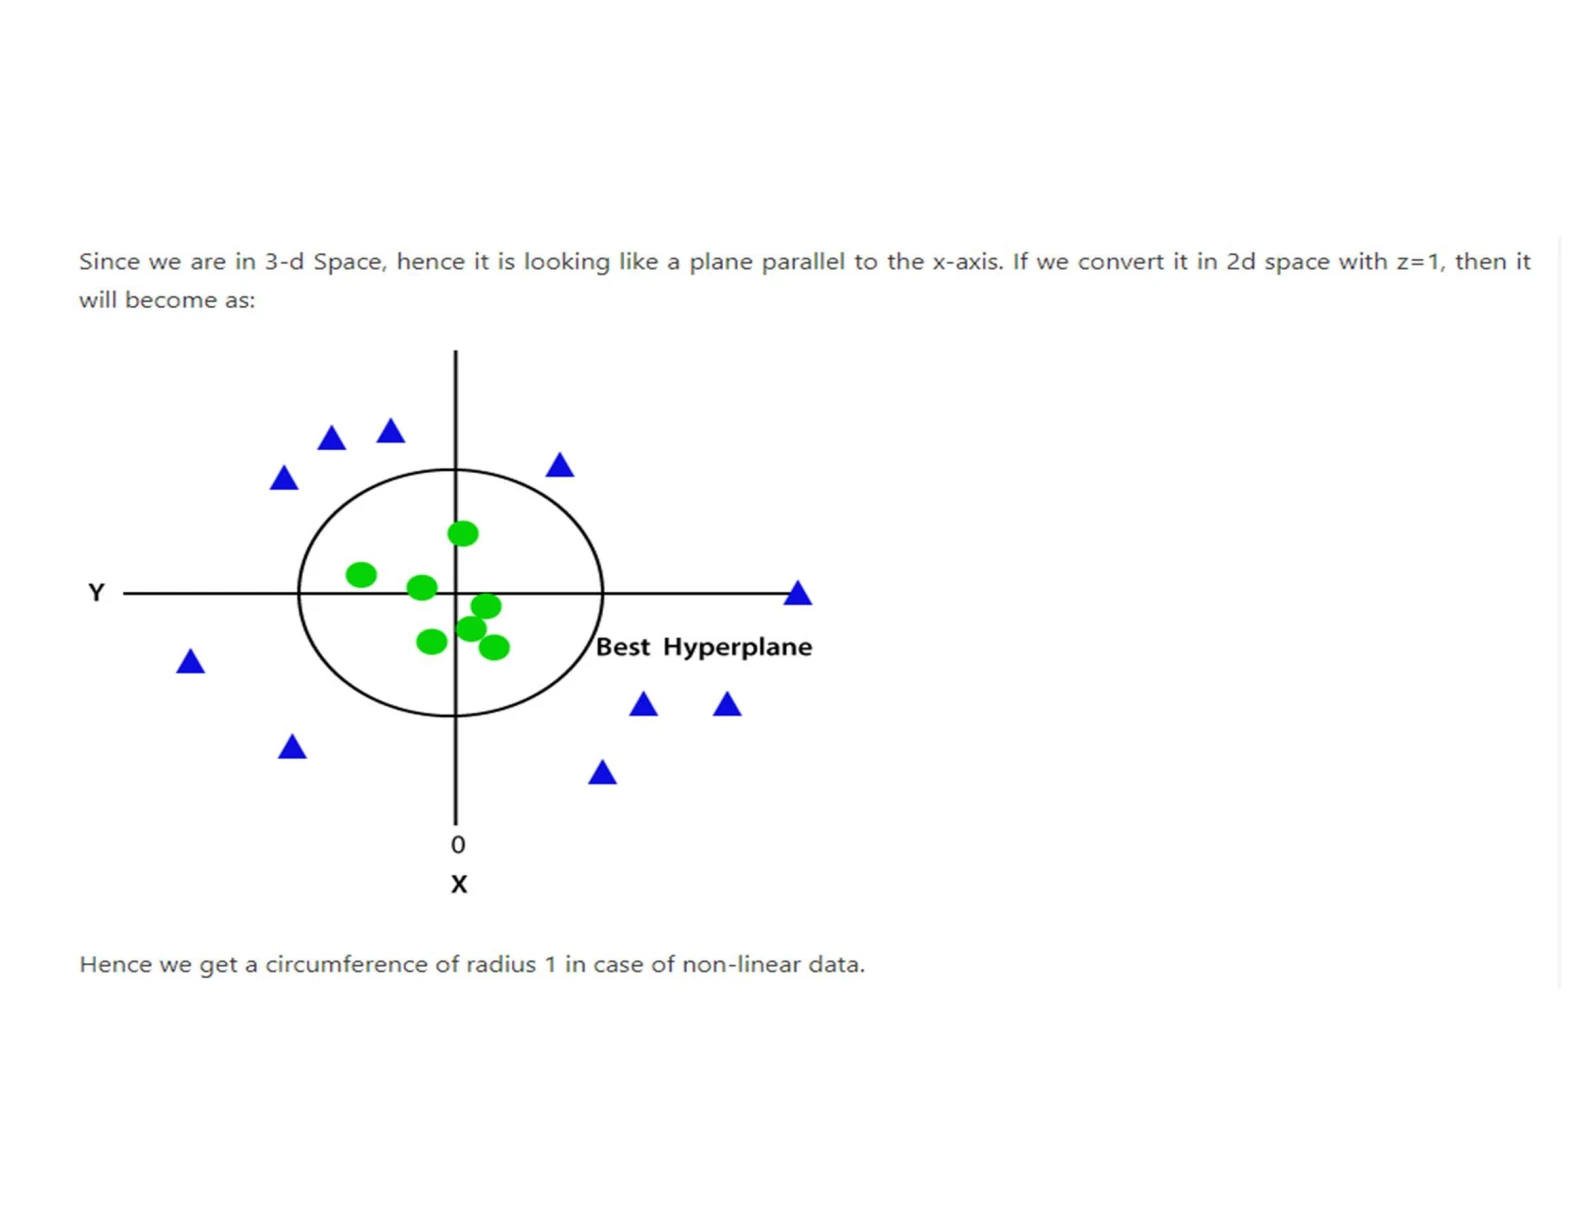 Since we are in 3-d Space, hence it is looking like a plane parallel to the x-axis. If we convert it in 2d space with z=1, then it
will become as:
Y
Best Hyperplane
0
X
Hence we get a circumference of radius 1 in case of non-linear data.